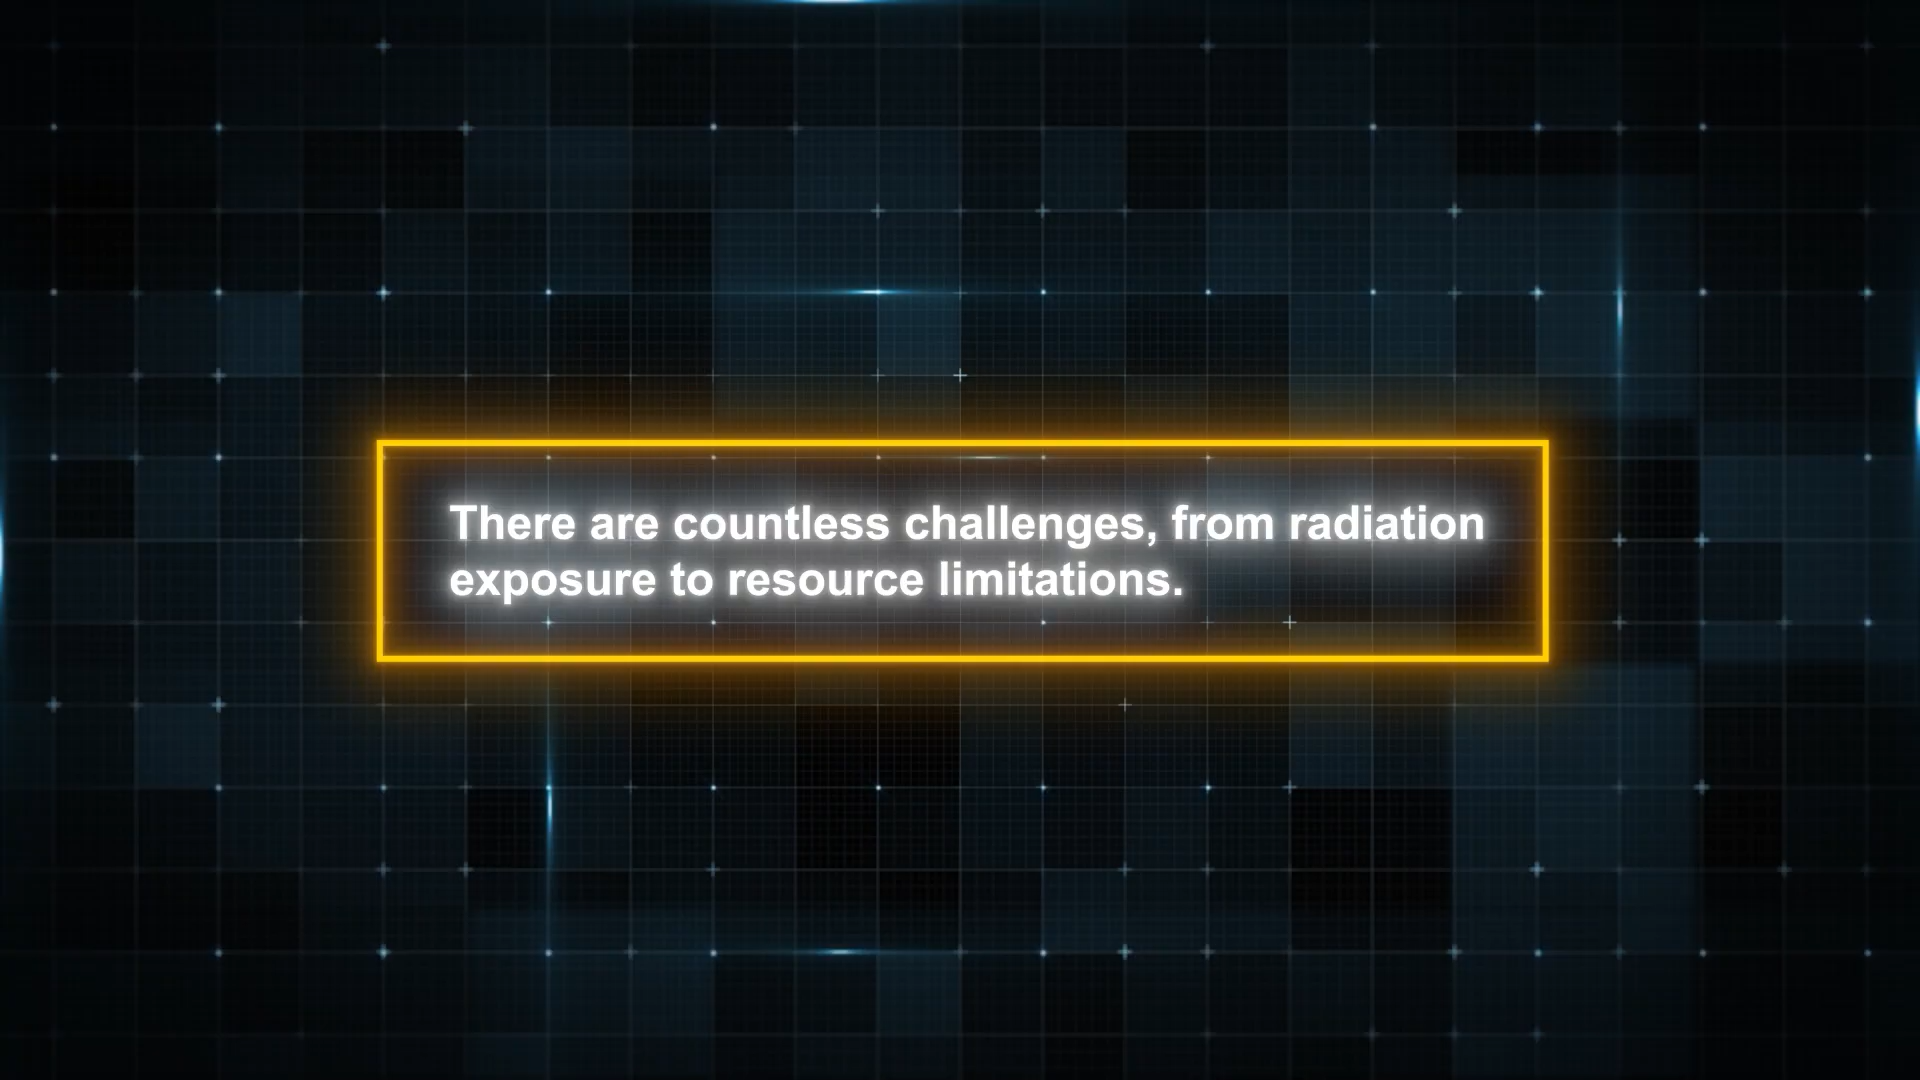 There are countless challenges, from radiation
exposure to resource limitations.